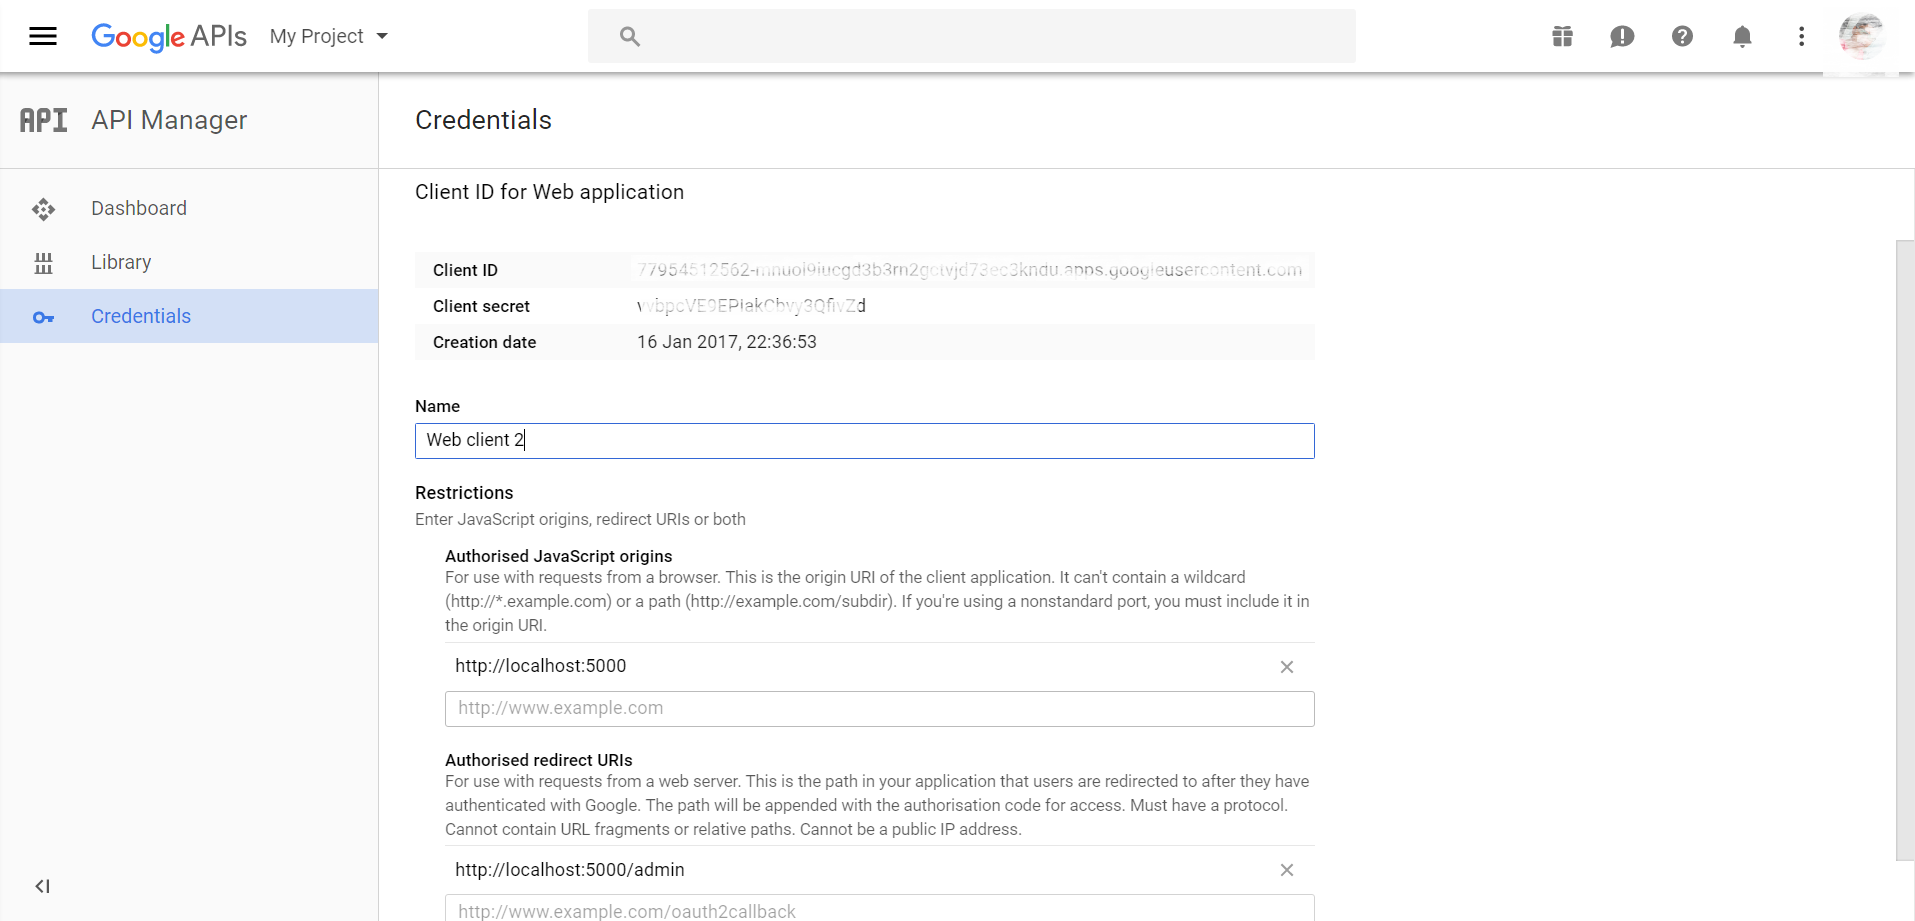 Google APIs My Project
API API Manager
Credentials
Dashboard
Library
Credentials
Client ID for Web application
Client ID
Client secret
Creation date 16 Jan 2017, 22:36:53
Name
Web client 2
Restrictions
Enter JavaScript origins, redirect URIs or both
Authorised JavaScript origins
For use with requests from a browser. This is the origin URI of the client application. It can't contain a wildcard
(http://*.example.com) or a path (http://example.com/subdir). If you're using a nonstandard port, you must include it in
the origin URI.
http://localhost:5000
http://www.example.com
Authorised redirect URIs
For use with requests from a web server. This is the path in your application that users are redirected to after they have
authenticated with Google. The path will be appended with the authorisation code for access. Must have a protocol.
Cannot contain URL fragments or relative paths. Cannot be a public IP address.
http://localhost:5000/admin
http://www.example.com/oauth2callback